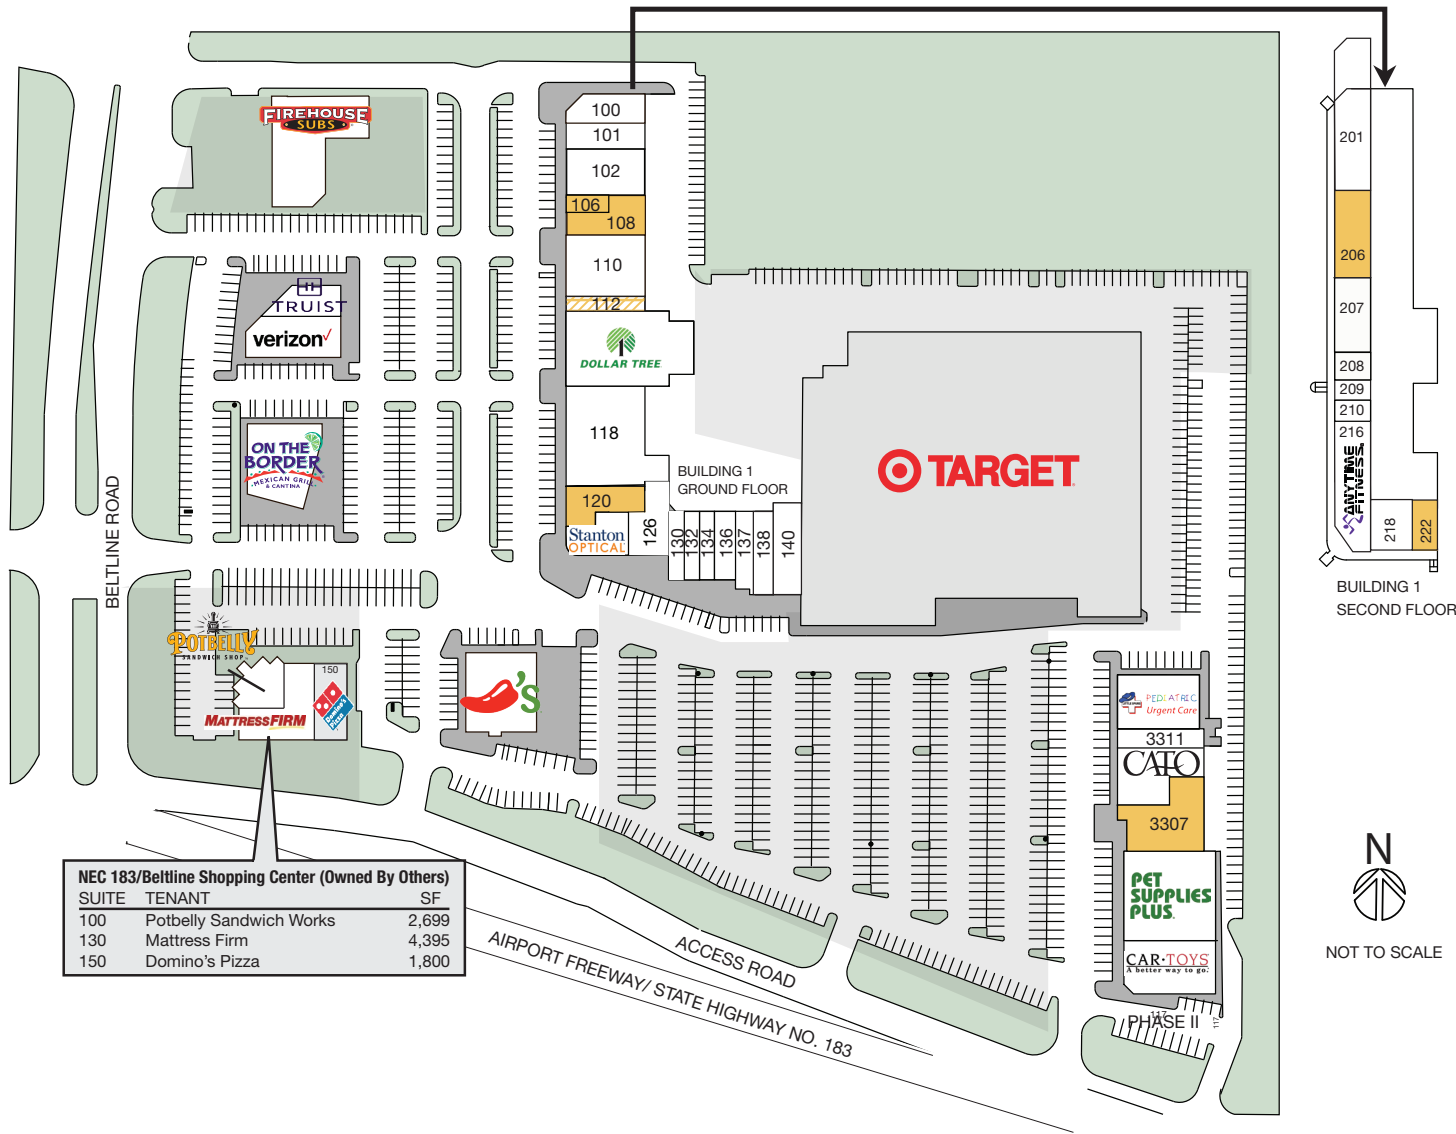 FIREHOUSE
SUBS
TRUIST
verizon✓
ON THE
BORDER
MEXICAN GRILL
& CANTINA
BELTLINE ROAD
POTBELLY
SANDWICH SHOP
MATTRESSFIRM
150
Domino's
Pizza
'S
100
101
102
106
108
110
112
DOLLAR TREE
118
120
Stanton
OPTICAL
126
BUILDING 1
GROUND FLOOR
130
132
134
136
137
138
140
TARGET
201
206
207
208
209
210
216
ANYTIME
FITNESS
218
222
BUILDING 1
SECOND FLOOR
PEDIATRIC
Urgent Care
3311
CATO
3307
PET
SUPPLIES
PLUS
CAR•TOYS
A better way to go.
117
PHASE II
117
N
NOT TO SCALE
NEC 183/Beltline Shopping Center (Owned By Others)
SUITE TENANT SF
100 Potbelly Sandwich Works 2,699
130 Mattress Firm 4,395
150 Domino's Pizza 1,800
ACCESS ROAD
AIRPORT FREEWAY/ STATE HIGHWAY NO. 183